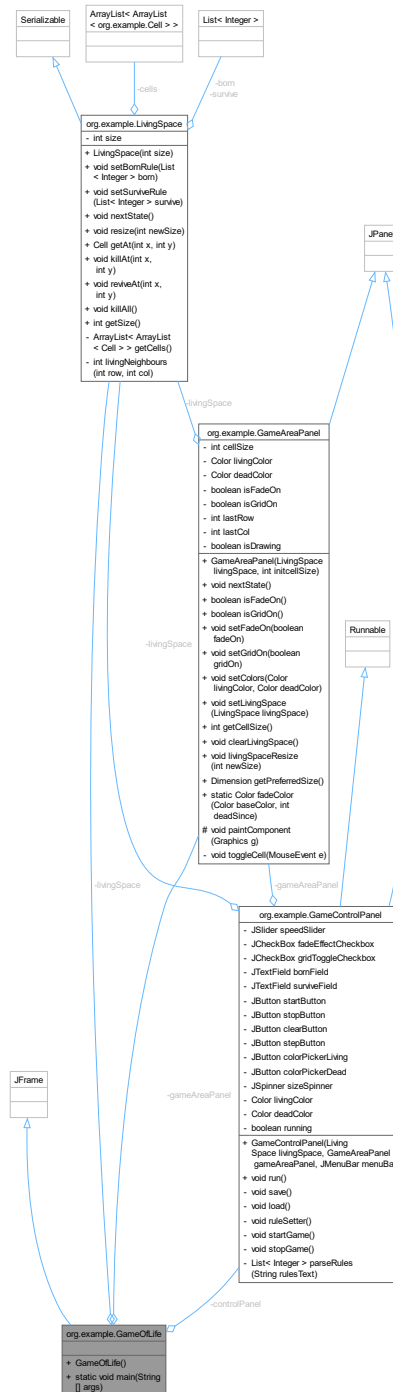 Serializable
ArrayList< ArrayList
< org.example.Cell > >
List< Integer >
-cells
-born
-survive
org.example.LivingSpace
- int size
+ LivingSpace(int size)
+ void setBornRule(List
< Integer > born)
+ void setSurviveRule
(List< Integer > survive)
+ void nextState()
+ void resize(int newSize)
+ Cell getAt(int x, int y)
+ void killAt(int x,
int y)
+ void reviveAt(int x,
int y)
+ void killAll()
+ int getSize()
- ArrayList< ArrayList
< Cell > > getCells()
- int livingNeighbours
(int row, int col)
JPanel
-livingSpace
org.example.GameAreaPanel
- int cellSize
- Color livingColor
- Color deadColor
- boolean isFadeOn
- boolean isGridOn
- int lastRow
- int lastCol
- boolean isDrawing
+ GameAreaPanel(LivingSpace
livingSpace, int initcellSize)
+ void nextState()
+ boolean isFadeOn()
+ boolean isGridOn()
+ void setFadeOn(boolean
fadeOn)
+ void setGridOn(boolean
gridOn)
+ void setColors(Color
livingColor, Color deadColor)
+ void setLivingSpace
(LivingSpace livingSpace)
+ int getCellSize()
+ void clearLivingSpace()
+ void livingSpaceResize
(int newSize)
+ Dimension getPreferredSize()
+ static Color fadeColor
(Color baseColor, int
deadSince)
# void paintComponent
(Graphics g)
- void toggleCell(MouseEvent e)
Runnable
-livingSpace
-livingSpace
-gameAreaPanel
org.example.GameControlPanel
- JSlider speedSlider
- JCheckBox fadeEffectCheckbox
- JCheckBox gridToggleCheckbox
- JTextField bornField
- JTextField surviveField
- JButton startButton
- JButton stopButton
- JButton clearButton
- JButton stepButton
- JButton colorPickerLiving
- JButton colorPickerDead
- JSpinner sizeSpinner
- Color livingColor
- Color deadColor
- boolean running
+ GameControlPanel(Living
Space livingSpace, GameAreaPanel
gameAreaPanel, JMenuBar menuBa
+ void run()
- void save()
- void load()
- void ruleSetter()
- void startGame()
- void stopGame()
- List< Integer > parseRules
(String rulesText)
JFrame
-gameAreaPanel
-controlPanel
org.example.GameOfLife
+ GameOfLife()
+ static void main(String
[] args)